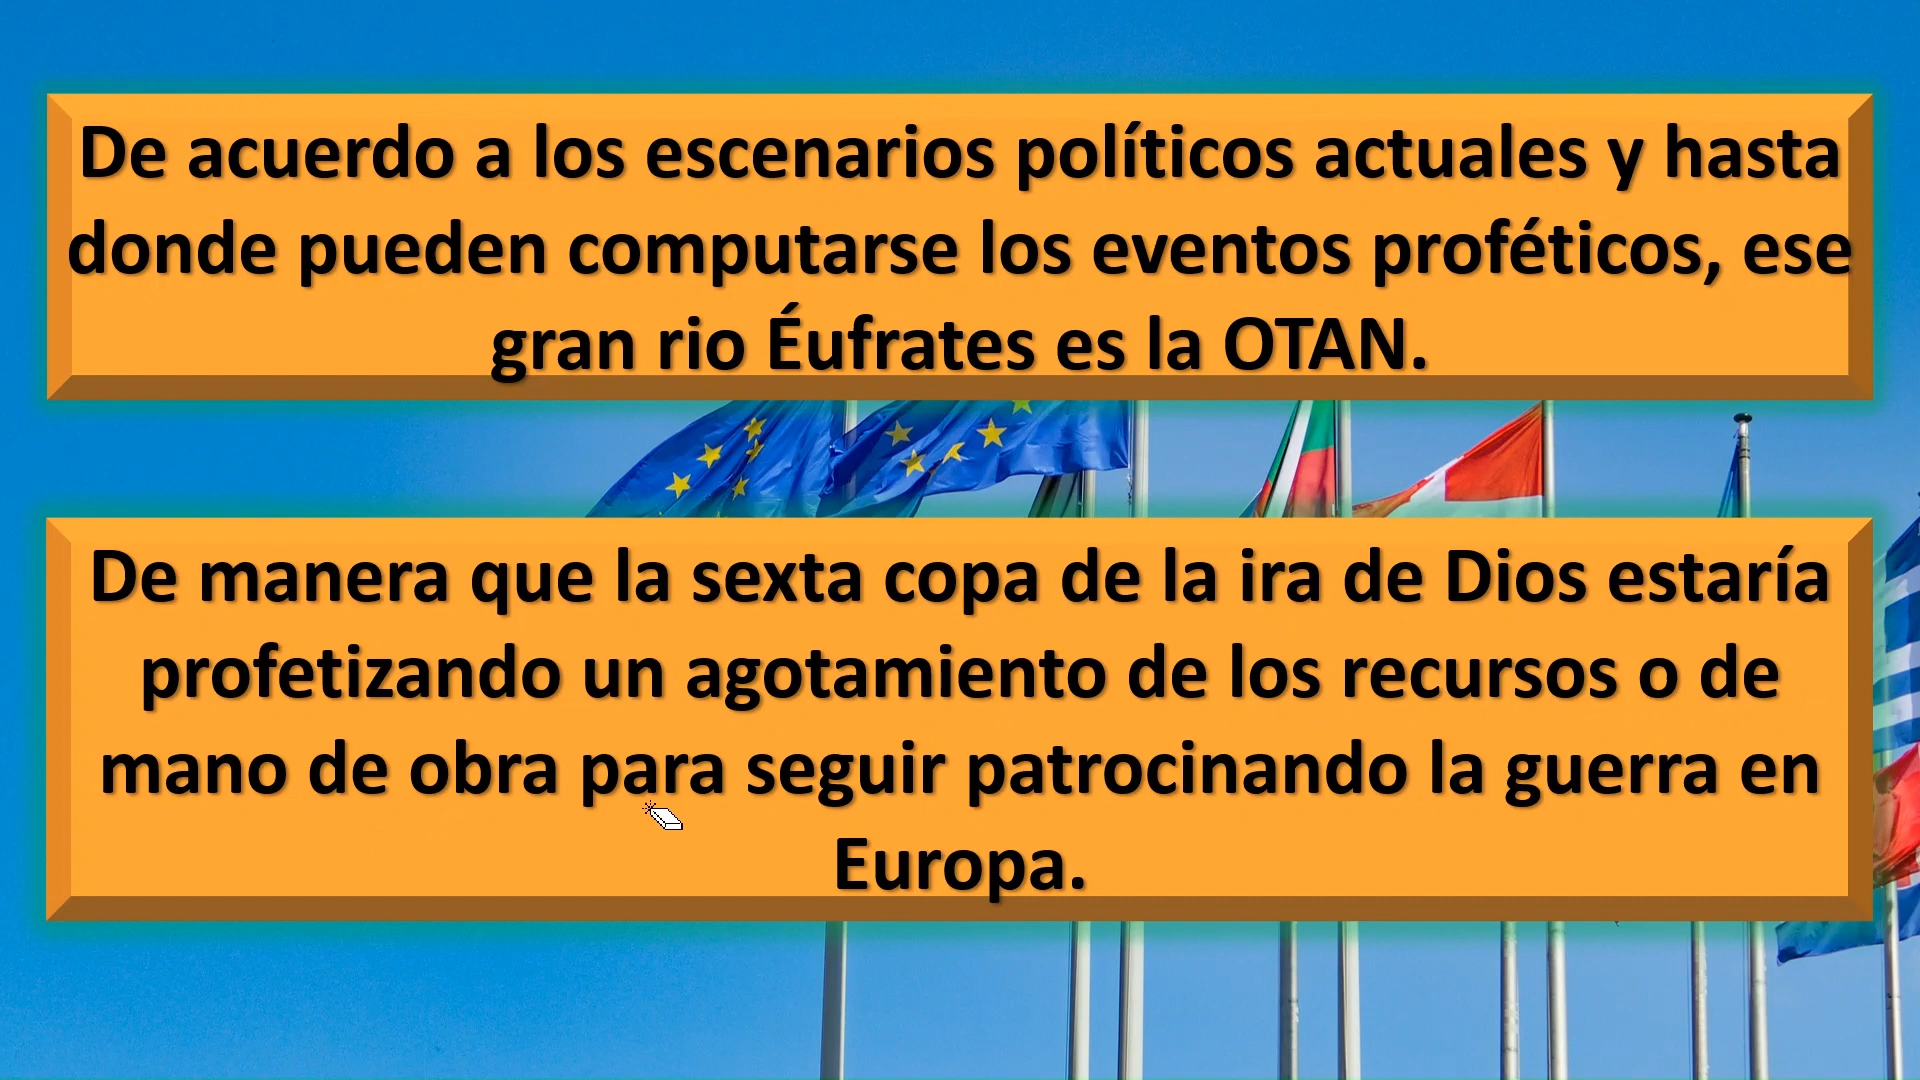 De acuerdo a los escenarios políticos actuales y hasta
donde pueden computarse los eventos proféticos, ese
gran rio Éufrates es la OTAN.
De manera que la sexta copa de la ira de Dios estaría
profetizando un agotamiento de los recursos o de
mano de obra para seguir patrocinando la guerra en
Europa.